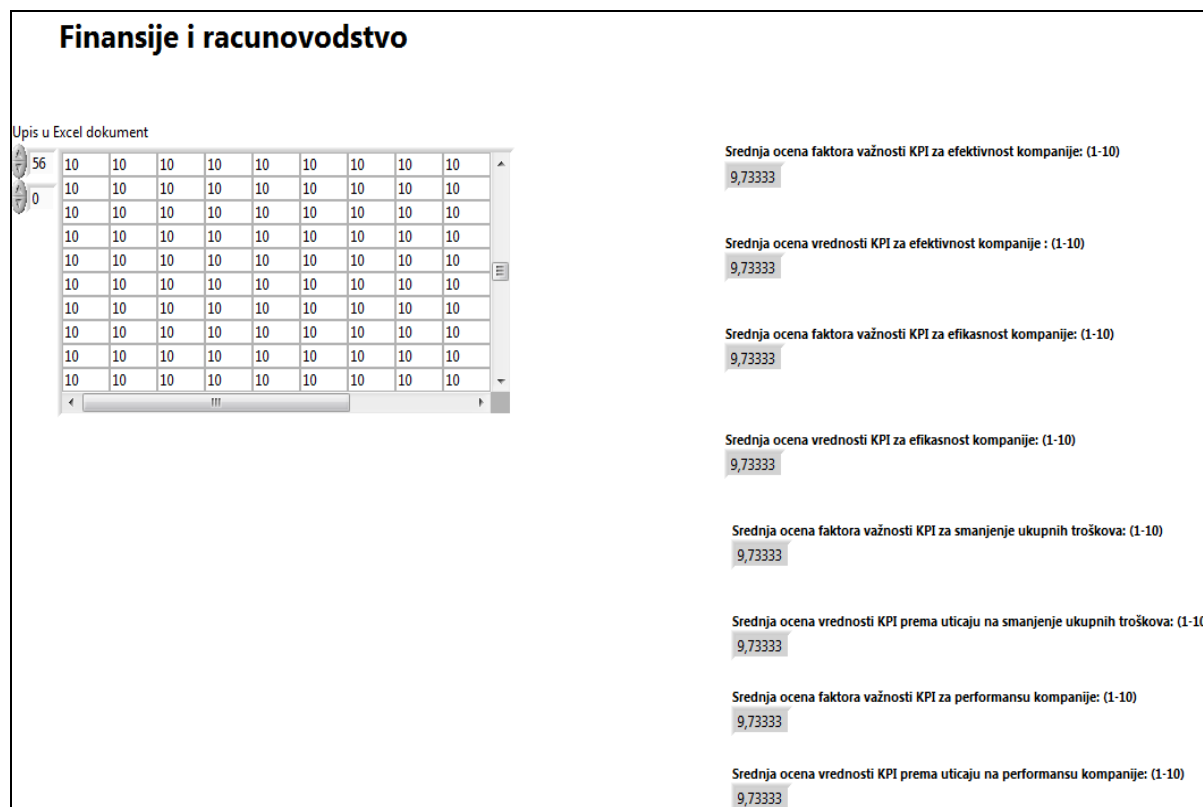 Finansije i racunovodstvo
Upis u Excel dokument
56 10 10 10 10 10 10 10 10 10
0 10 10 10 10 10 10 10 10 10
10 10 10 10 10 10 10 10 10
10 10 10 10 10 10 10 10 10
10 10 10 10 10 10 10 10 10
10 10 10 10 10 10 10 10 10
10 10 10 10 10 10 10 10 10
10 10 10 10 10 10 10 10 10
10 10 10 10 10 10 10 10 10
10 10 10 10 10 10 10 10 10
Srednja ocena faktora važnosti KPI za efektivnost kompanije: (1-10)
9,73333
Srednja ocena vrednosti KPI za efektivnost kompanije : (1-10)
9,73333
Srednja ocena faktora važnosti KPI za efikasnost kompanije: (1-10)
9,73333
Srednja ocena vrednosti KPI za efikasnost kompanije: (1-10)
9,73333
Srednja ocena faktora važnosti KPI za smanjenje ukupnih troškova: (1-10)
9,73333
Srednja ocena vrednosti KPI prema uticaju na smanjenje ukupnih troškova: (1-10
9,73333
Srednja ocena faktora važnosti KPI za performansu kompanije: (1-10)
9,73333
Srednja ocena vrednosti KPI prema uticaju na performansu kompanije: (1-10)
9,73333